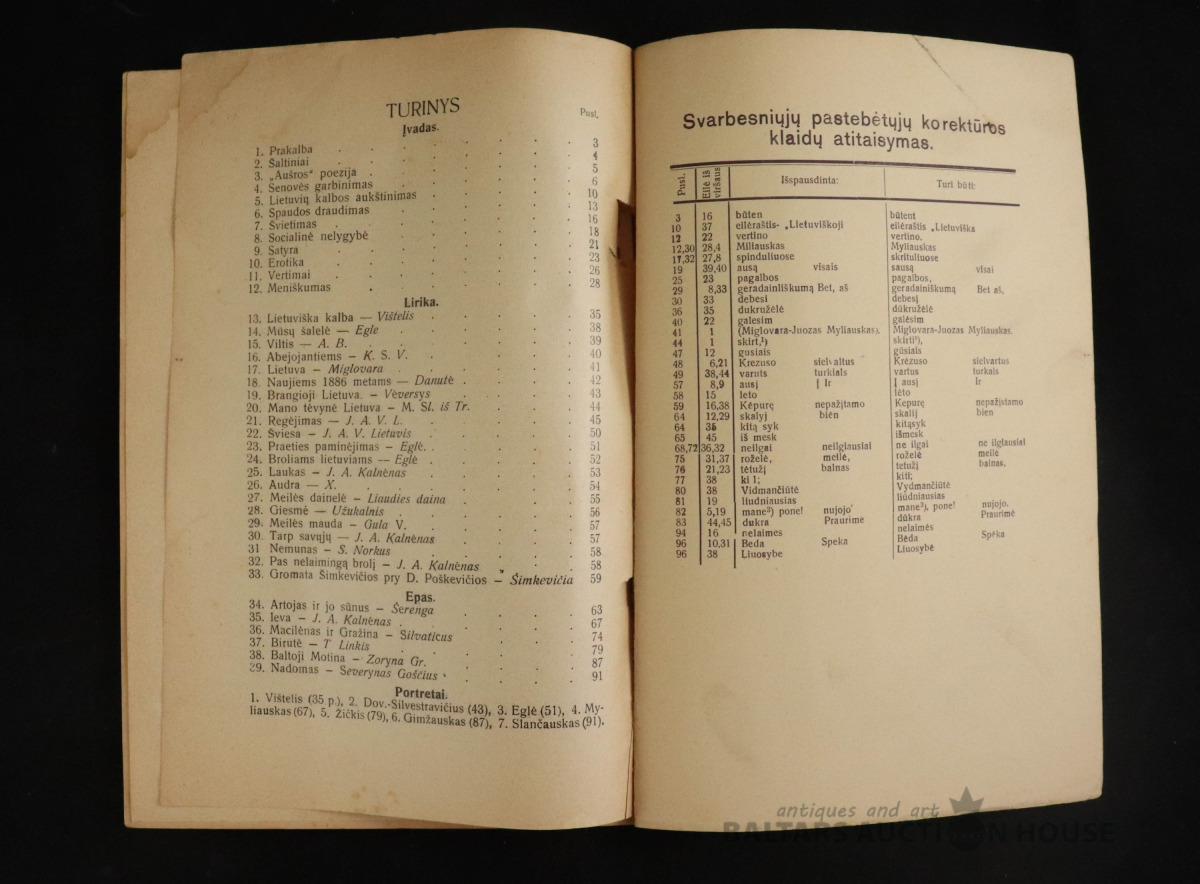 TURINYS
Pusl.
Įvadas.
1. Prakalba 3
2. Šaltiniai 4
3. „Aušros" poezija 5
4. Senovės garbinimas 6
5. Lietuvių kalbos aukštinimas 10
6. Spaudos draudimas 13
7. Švietimas 16
8. Socialinė nelygybė 18
9. Satyra 21
10. Erotika 23
11. Vertimai 26
12. Meniškumas 28
Lirika.
13. Lietuviška kalba — Vištelis 35
14. Mūsų šalelė — Egle 38
15. Viltis — A. B. 39
16. Abejojantiems — K. S. V. 40
17. Lietuva — Miglovara 41
18. Naujiems 1886 metams — Danutė 42
19. Brangioji Lietuva. — Vėversys 43
20. Mano tėvynė Lietuva — M. Sl. iš Tr. 44
21. Regėjimas — J. A. V. L. 45
22. Šviesa — J. A. V. Lietuvis 50
23. Praeties paminėjimas — Eglė. 51
24. Broliams lietuviams — Eglė 52
25. Laukas — J. A. Kalnėnas 53
26. Audra — X. 54
27. Meilės dainelė — Liaudies daina 55
28. Giesmė — Užukalnis 56
29. Meilės mauda — Gula V. 57
30. Tarp savųjų — J. A. Kalnėnas 57
31 Nemunas — S. Norkus 58
32. Pas nelaimingą brolį — J. A. Kalnėnas 58
33. Gromata Šimkevičios pry D. Poškevičios — Šimkevičia 59
Epas.
34. Artojas ir jo sūnus — Šerenga 63
35. Ieva — J. A. Kalnėnas 67
36. Macilėnas ir Gražina — Silvaticus 74
37. Birutė — T Linkis 79
38. Baltoji Motina — Zoryna Gr. 87
29. Nadomas — Severynas Goščius 91
Portretai.
1. Vištelis (35 p.), 2. Dov.-Silvestravičius (43), 3. Eglė (51), 4. My-
liauskas (67), 5. Žičkis (79), 6. Gimžauskas (87), 7. Slančauskas (91).
Svarbesniųjų pastebėtųjų korektūros
klaidų atitaisymas.
Pusl. Eilė iš viršaus Išspausdinta: Turi būti:
3 16 būten būtent
10 37 eilėraštis- „Lietuviškoji eilėraštis „Lietuviška
12 22 vertino vertino.
12,30 28,4 Miliauskas Myliauskas
17,32 27,8 spinduliuose skrituliuose
19 39,40 ausą visais sausą visai
25 23 pagalbos pagalbos,
29 8,33 geradainliškumą Bet, aš geradainiškumą Bet aš,
30 33 debesi debesį
36 35 dukružėlė dūkružėlė
40 22 galesim galėsim
41 1 (Miglovara-Juozas Myliauskas). Miglovara-Juozas Myliauskas.
44 1 skirt,¹) skirti¹),
47 12 gusiais gūsiais
48 6,21 Krezuso sielvaltus Krėzuso sielvartus
49 38,44 varuts turkials vartus turkais
57 8,9 ausį Į Ir Į ausį Ir
58 15 leto lėto
59 16,38 Kėpurę nepažįtamo Kepurę nepažįstamo
64 12,29 skalyj bien skalij bien
64 35 kitą syk kitąsyk
65 45 iš mesk išmesk
68,72 36,32 neilgai neilgiausiai ne ilgai ne ilgiausiai
75 31,37 roželė, meilė, roželė meilė
76 21,23 tėtužį balnas tetužį balnas,
77 38 ki 1; kiti;
80 38 Vidmančiūtė Vydmančiūtė
81 19 liudniausias liūdniausias
82 5,19 mane³), pone! nujojo' mane³), pone! nujojo.
83 44,45 dukra Praurime dūkra Praurimė
94 16 nelaimes nelaimės
96 10,31 Beda Speka Bėda Spėka
96 38 Liuosybe Liuosybė
antiques and art
BALTARS AUCTION HOUSE